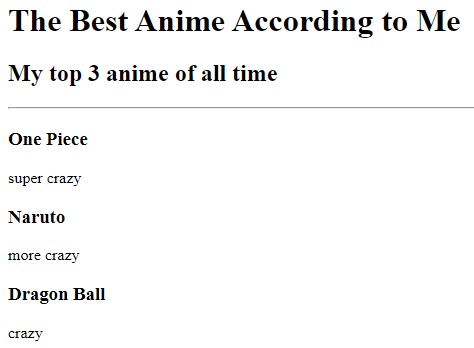 The Best Anime According to Me
My top 3 anime of all time
One Piece
super crazy
Naruto
more crazy
Dragon Ball
crazy